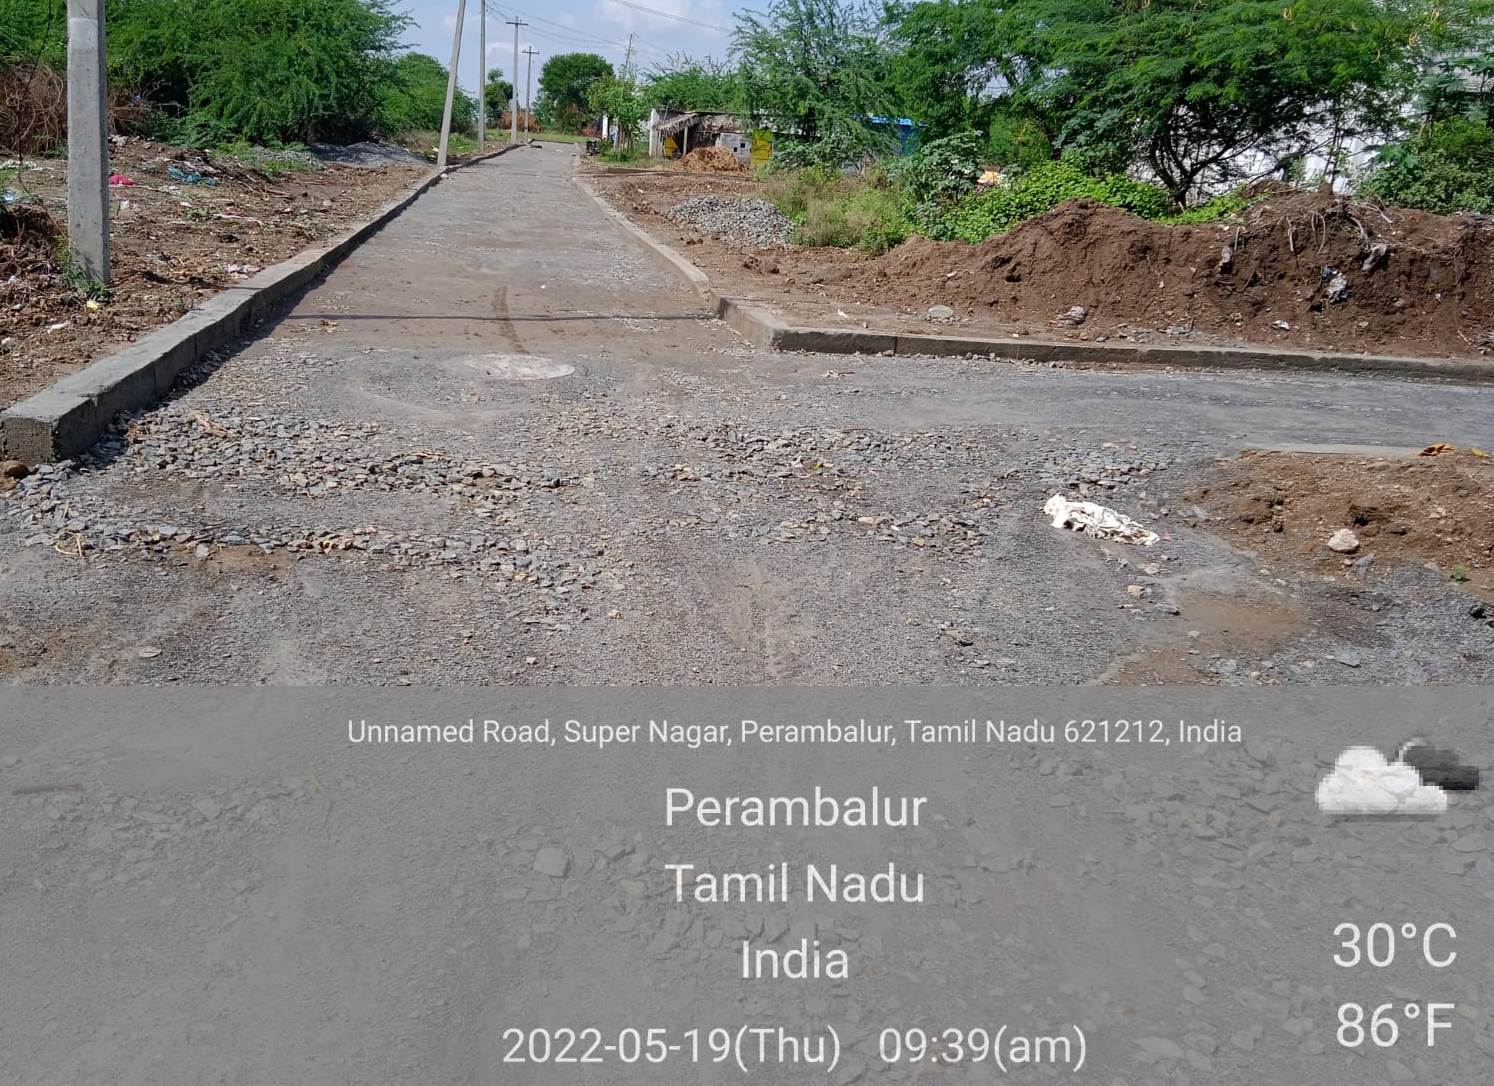 Unnamed Road, Super Nagar, Perambalur, Tamil Nadu 621212, India
Perambalur
Tamil Nadu
India
30°C
86°F
2022-05-19(Thu) 09:39(am)